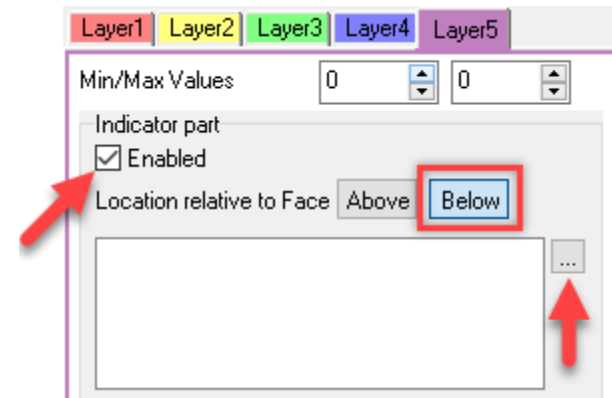 Layer1 Layer2 Layer3 Layer4 Layer5
Min/Max Values 0 0
Indicator part
Enabled
Location relative to Face Above Below
...